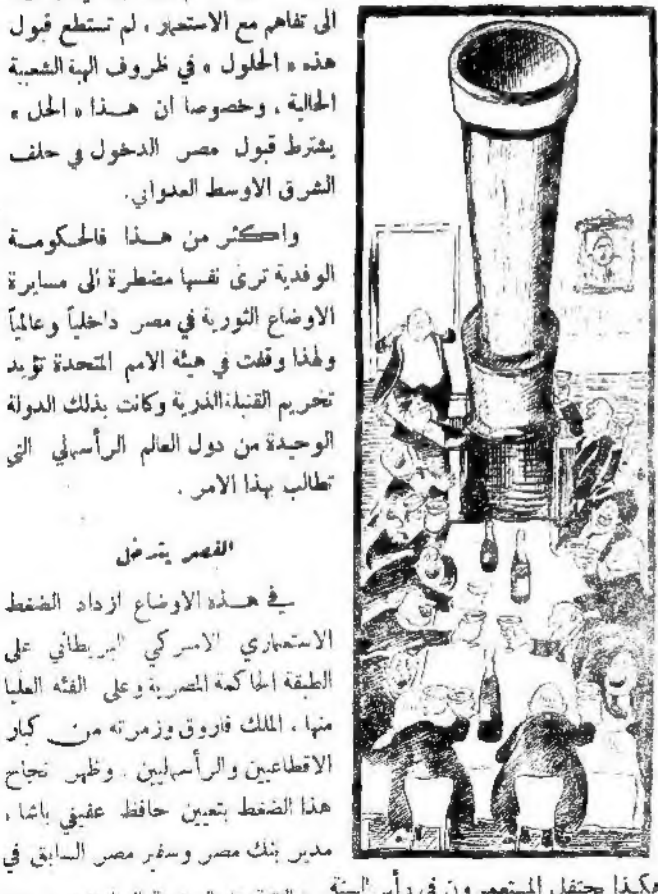 الى تفاهم مع الاستعمار ، لم تستطع قبول
هذه « الحلول » في ظروف الهبة الشعبية
الحالية ، وخصوصا ان هذا « الحل »
يشترط قبول مصر الدخول في حلف
الشرق الاوسط العدواني.
واكثر من هذا فالحكومة
الوفدية ترى نفسها مضطرة الى مسايرة
الاوضاع الثورية في مصر داخلياً وعالمياً
ولهذا وقفت في هيئة الامم المتحدة تؤيد
تحريم القنبلة الذرية وكانت بذلك الدولة
الوحيدة من دول العالم الرأسمالي التي
تطالب بهذا الامر .
القصر يتدخل
في هذه الاوضاع ازداد الضغط
الاستعماري الاميركي البريطاني على
الطبقة الحاكمة المصرية وعلى الفئه العليا
منها ، الملك فاروق وزمرته من كبار
الاقطاعيين والرأسماليين . وظهر نجاح
هذا الضغط بتعيين حافظ عفيفي باشا ،
مدير بنك مصر وسفير مصر السابق في
هكذا يحتفل المستعمرون في رأس السنة